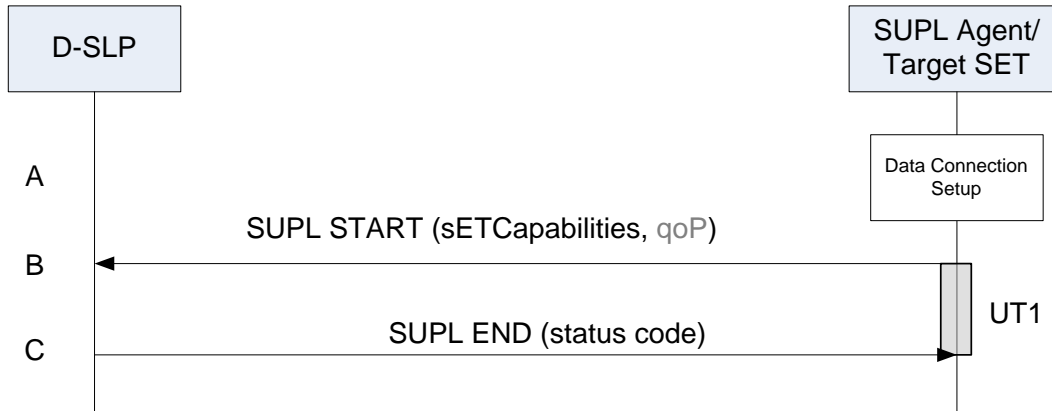 D-SLP
SUPL Agent/
Target SET
A
Data Connection
Setup
SUPL START (sETCapabilities, qoP)
B
UT1
SUPL END (status code)
C